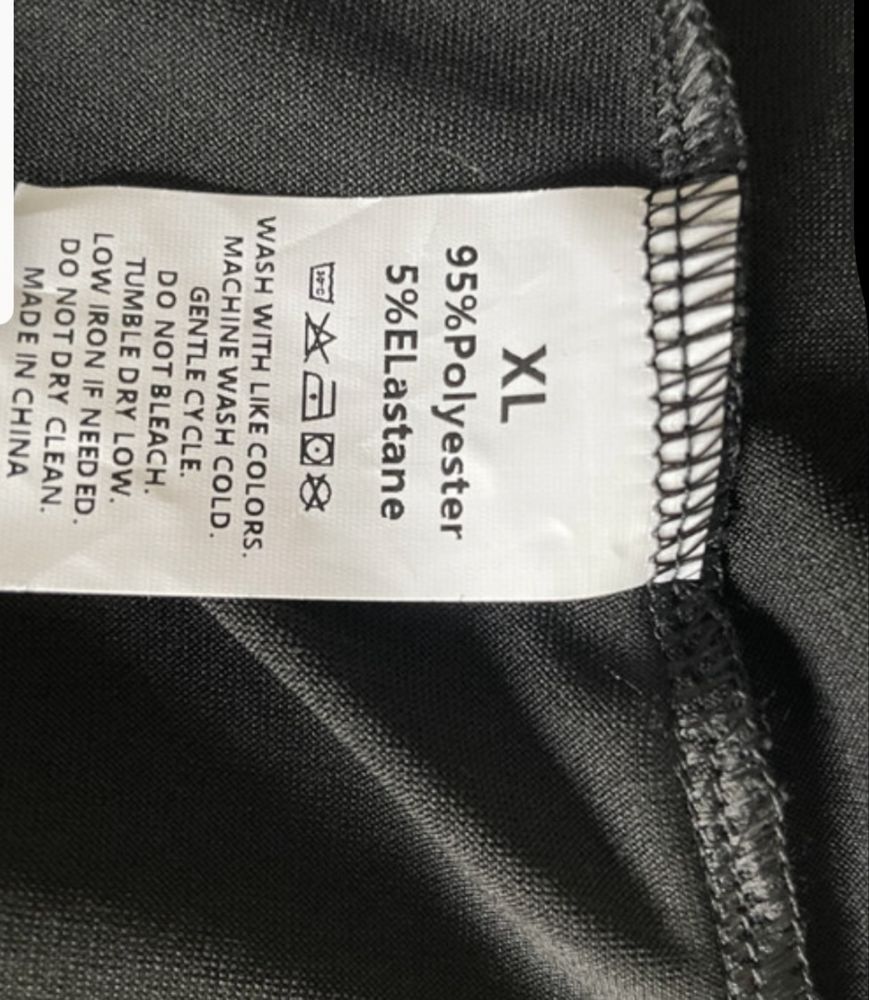 XL
95%Polyester
5%ELastane
30°C
WASH WITH LIKE COLORS.
MACHINE WASH COLD.
GENTLE CYCLE.
DO NOT BLEACH.
TUMBLE DRY LOW.
LOW IRON IF NEEDED.
DO NOT DRY CLEAN.
MADE IN CHINA